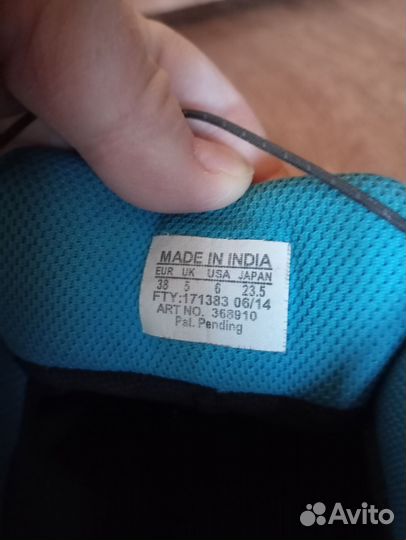 MADE IN INDIA
EUR UK USA JAPAN
38 5 6 23.5
FTY:171383 06/14
ART NO. 368910
Pat. Pending
Avito